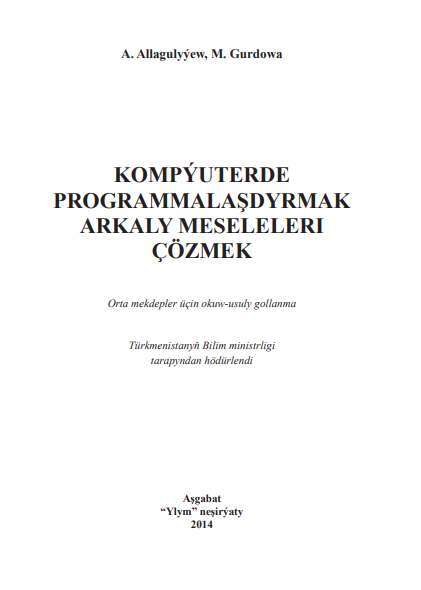 A. Allagulyýew, M. Gurdowa
KOMPÝUTERDE
PROGRAMMALAŞDYRMAK
ARKALY MESELELERI
ÇÖZMEK
Orta mekdepler üçin okuw-usuly gollanma
Türkmenistanyň Bilim ministrligi
tarapyndan hödürlendi
Aşgabat
“Ylym” neşirýaty
2014